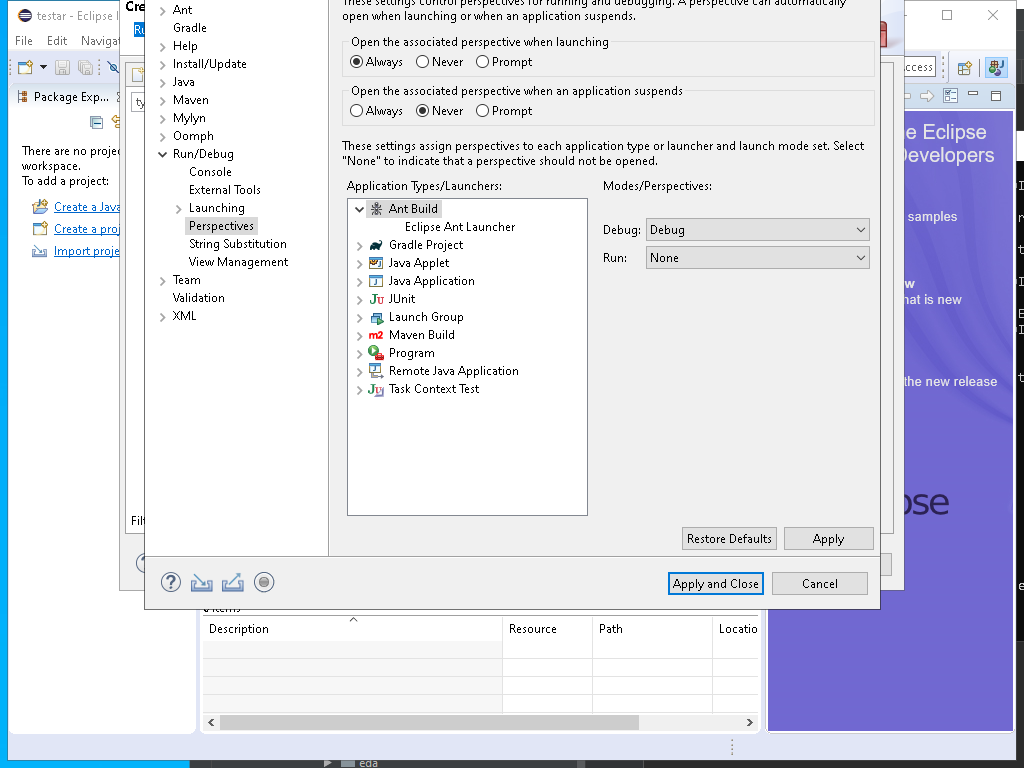 testar - Eclipse I
Cre
File Edit Navigat
Ru
Package Exp...
There are no proje
workspace.
To add a project:
Create a Java
Create a proj
Import proje
ty
Filt
Ant
Gradle
Help
Install/Update
Java
Maven
Mylyn
Oomph
Run/Debug
Console
External Tools
Launching
Perspectives
String Substitution
View Management
Team
Validation
XML
These settings control perspectives for running and debugging. A perspective can automatically
open when launching or when an application suspends.
Open the associated perspective when launching
Always Never Prompt
Open the associated perspective when an application suspends
Always Never Prompt
These settings assign perspectives to each application type or launcher and launch mode set. Select
"None" to indicate that a perspective should not be opened.
Application Types/Launchers:
Modes/Perspectives:
Ant Build
Eclipse Ant Launcher
Gradle Project
Java Applet
Java Application
Ju JUnit
Launch Group
m2 Maven Build
Program
Remote Java Application
Ju Task Context Test
Debug: Debug
Run: None
Restore Defaults Apply
Apply and Close Cancel
ccess
e Eclipse
Developers
samples
w
hat is new
the new release
pse
Description Resource Path Locatio
eda